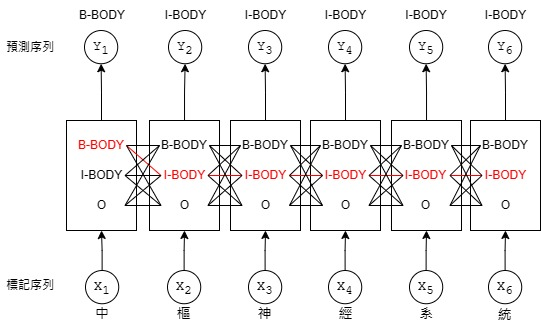 B-BODY I-BODY I-BODY I-BODY I-BODY I-BODY
預測序列 Y1 Y2 Y3 Y4 Y5 Y6
B-BODY B-BODY B-BODY B-BODY B-BODY B-BODY
I-BODY I-BODY I-BODY I-BODY I-BODY I-BODY
O O O O O O
標記序列 X1 X2 X3 X4 X5 X6
中 樞 神 經 系 統